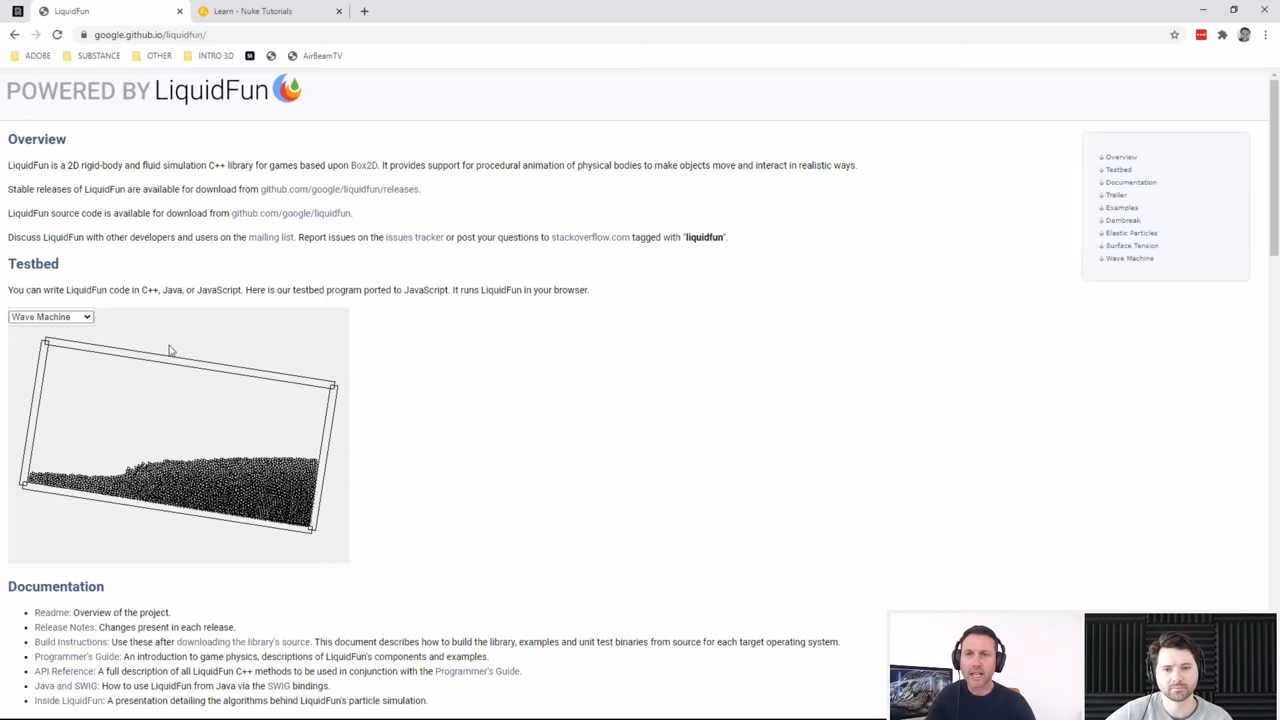 LiquidFun
Learn - Nuke Tutorials
google.github.io/liquidfun/
ADOBE
SUBSTANCE
OTHER
INTRO 3D
AirBeamTV
POWERED BY LiquidFun
Overview
LiquidFun is a 2D rigid-body and fluid simulation C++ library for games based upon Box2D. It provides support for procedural animation of physical bodies to make objects move and interact in realistic ways.
Stable releases of LiquidFun are available for download from github.com/google/liquidfun/releases.
LiquidFun source code is available for download from github.com/google/liquidfun.
Discuss LiquidFun with other developers and users on the mailing list. Report issues on the issues tracker or post your questions to stackoverflow.com tagged with "liquidfun".
↓ Overview
↓ Testbed
↓ Documentation
↓ Trailer
↓ Examples
↓ Dambreak
↓ Elastic Particles
↓ Surface Tension
↓ Wave Machine
Testbed
You can write LiquidFun code in C++, Java, or JavaScript. Here is our testbed program ported to JavaScript. It runs LiquidFun in your browser.
Wave Machine
Documentation
• Readme: Overview of the project.
• Release Notes: Changes present in each release.
• Build Instructions: Use these after downloading the library's source. This document describes how to build the library, examples and unit test binaries from source for each target operating system.
• Programmer's Guide: An introduction to game physics, descriptions of LiquidFun's components and examples.
• API Reference: A full description of all LiquidFun C++ methods to be used in conjunction with the Programmer's Guide.
• Java and SWIG: How to use LiquidFun from Java via the SWIG bindings.
• Inside LiquidFun: A presentation detailing the algorithms behind LiquidFun's particle simulation.